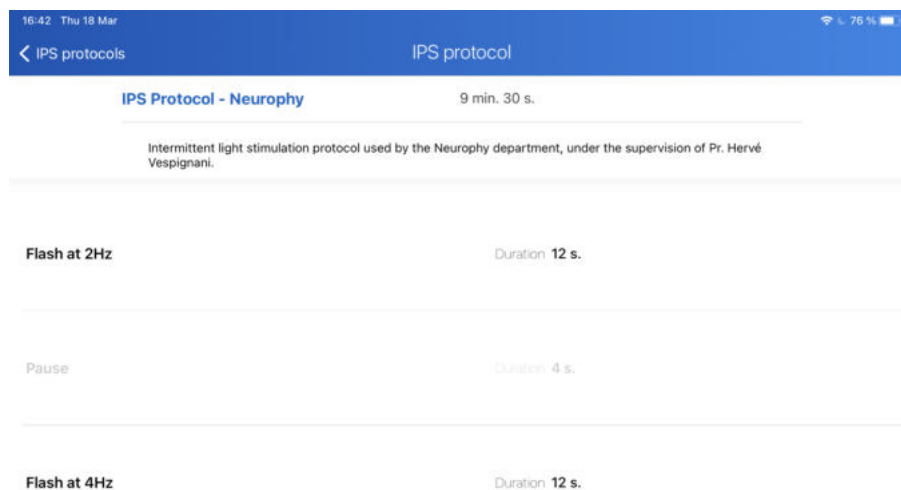 16:42 Thu 18 Mar
76 %
IPS protocols
IPS protocol
IPS Protocol - Neurophy
9 min. 30 s.
Intermittent light stimulation protocol used by the Neurophy department, under the supervision of Pr. Hervé
Vespignani.
Flash at 2Hz
Duration 12 s.
Pause
Duration 4 s.
Flash at 4Hz
Duration 12 s.